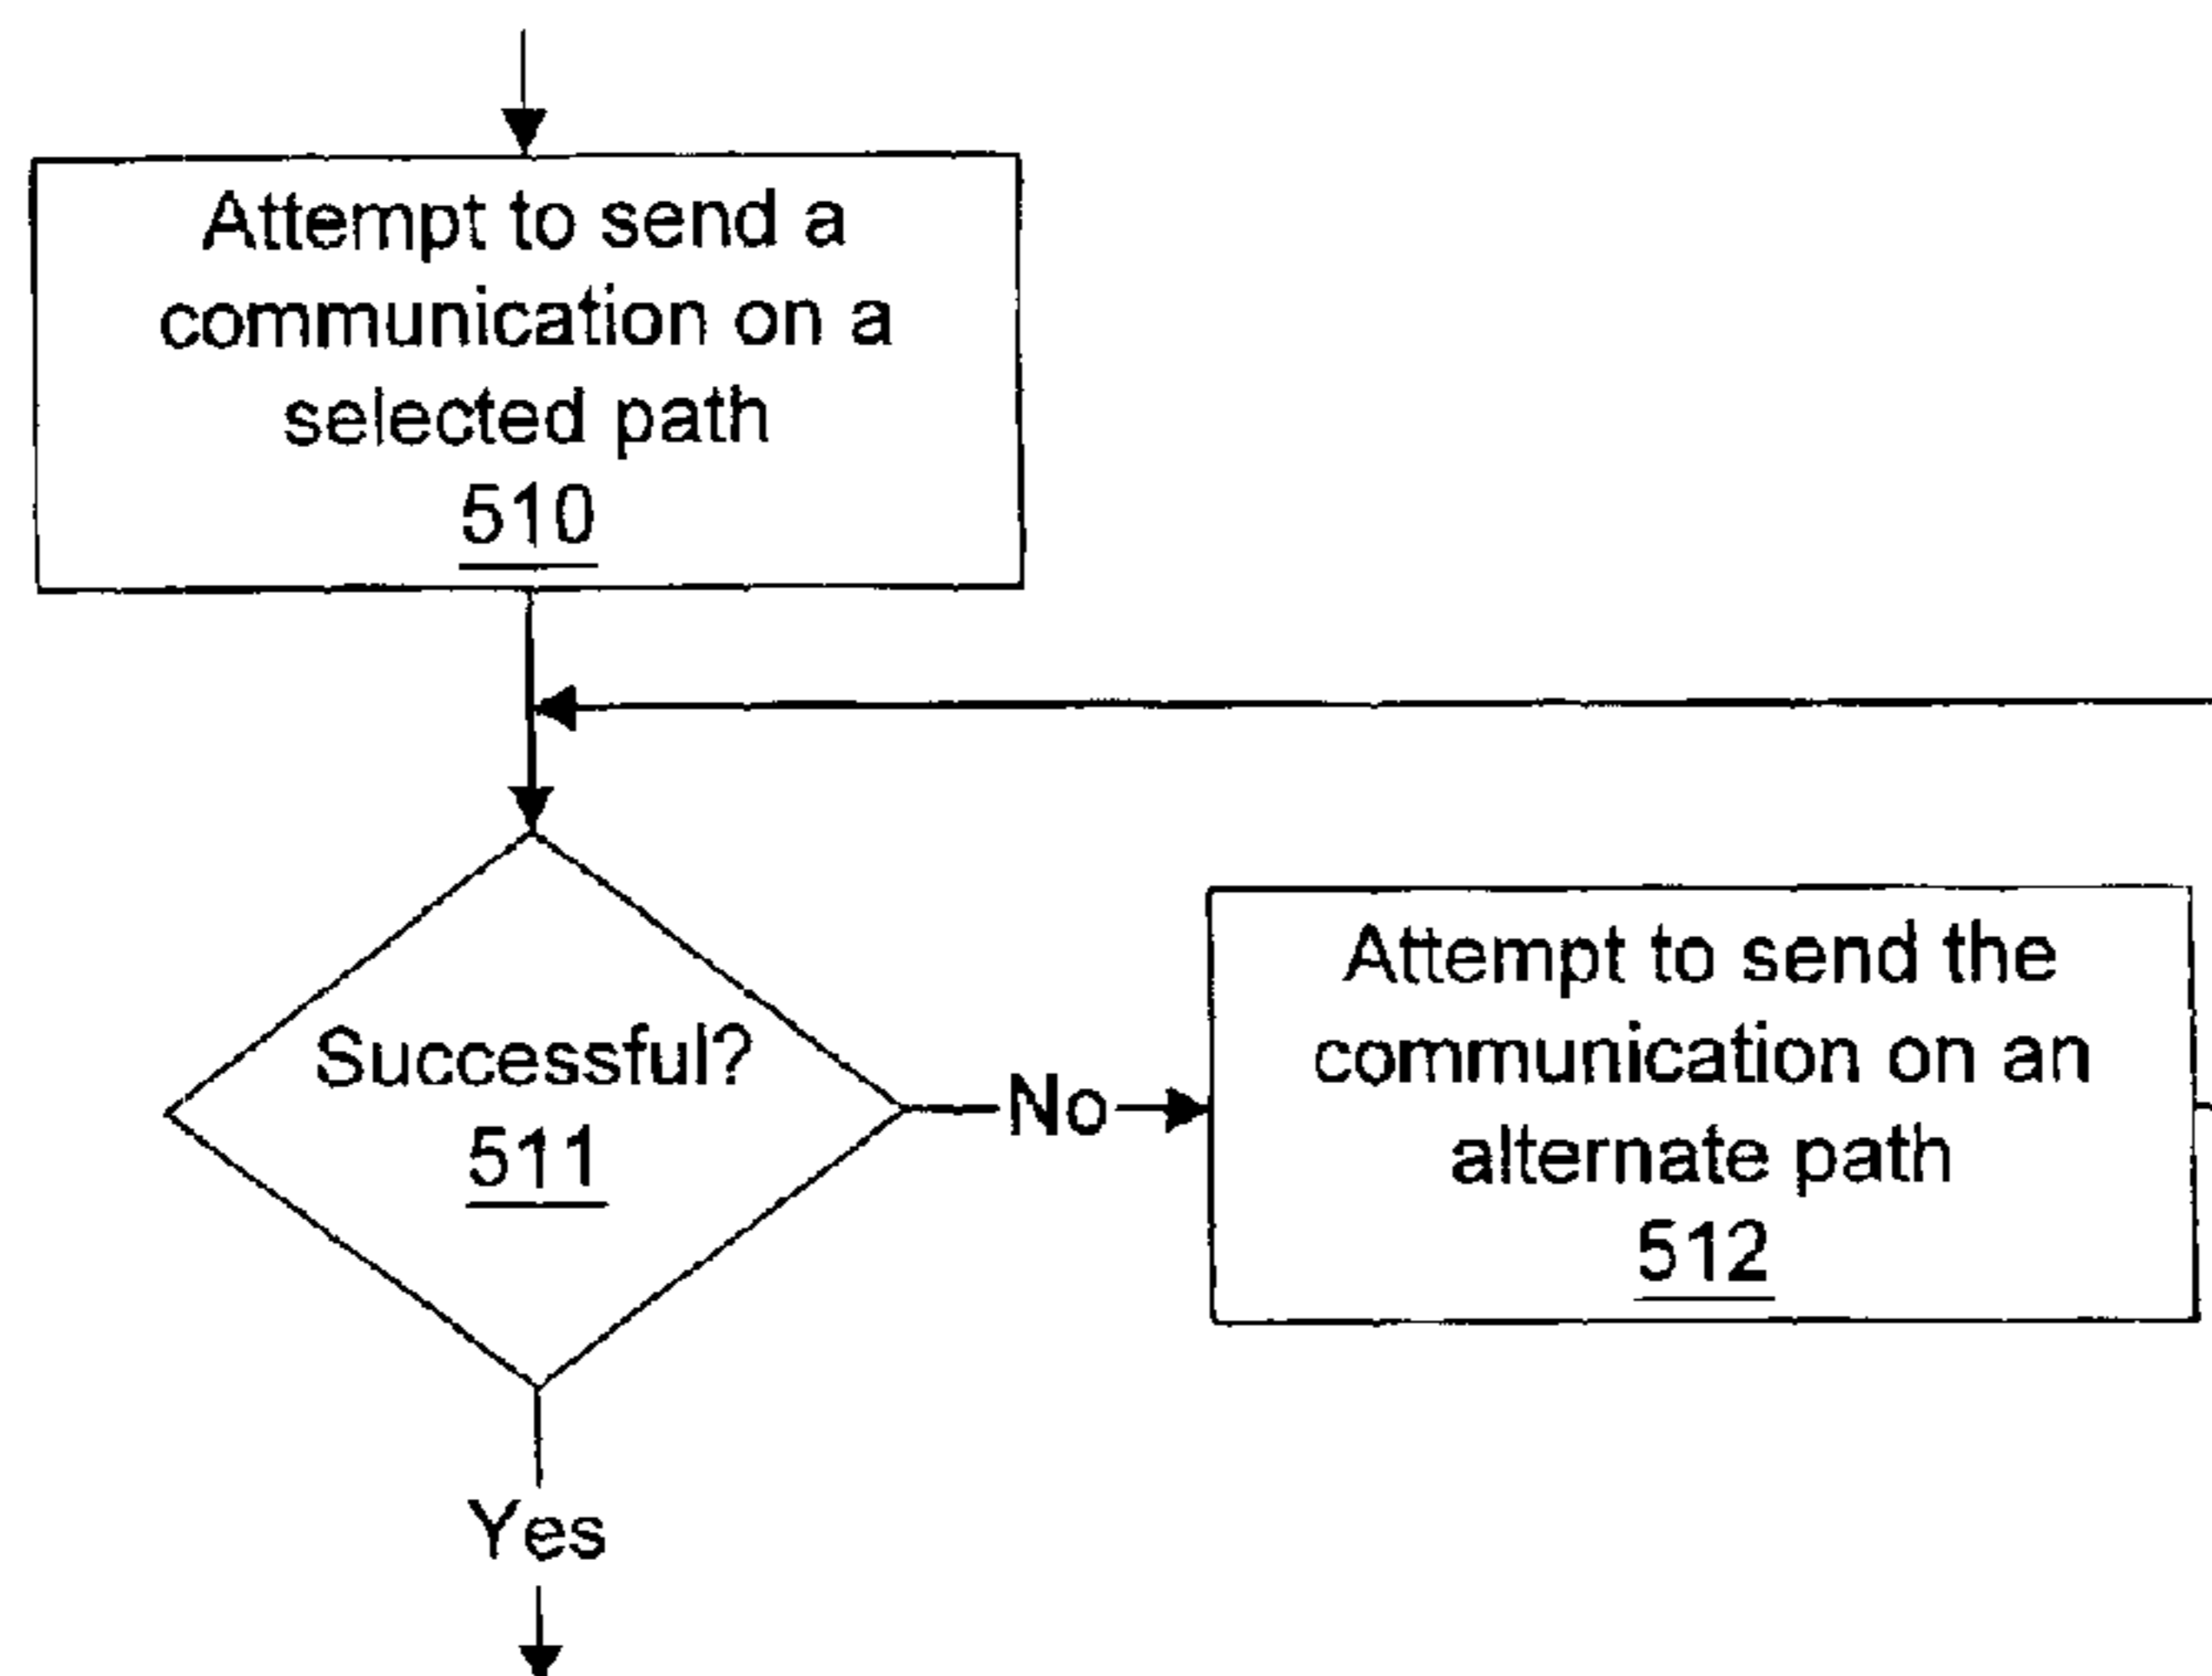 Attempt to send a
communication on a
selected path
510
Successful?
511
No
Attempt to send the
communication on an
alternate path
512
Yes